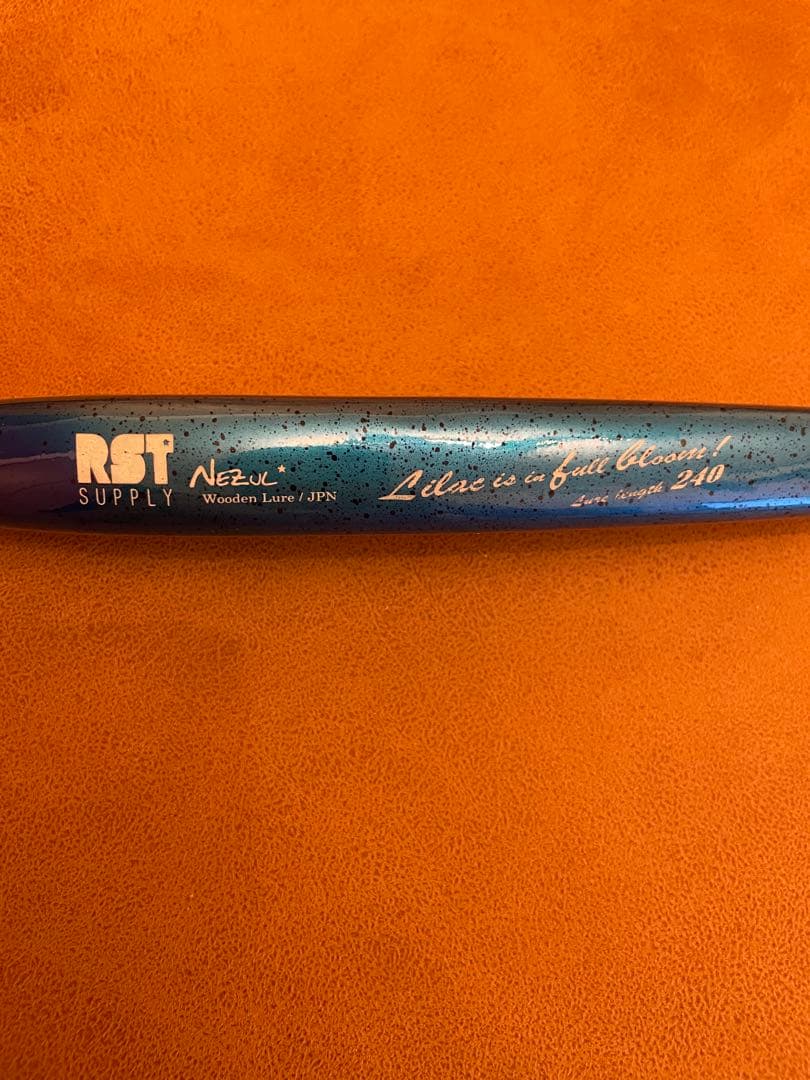 RST
SUPPLY
NEZUL*
Wooden Lure / JPN
Lilac is in full bloom!
Lure length 240